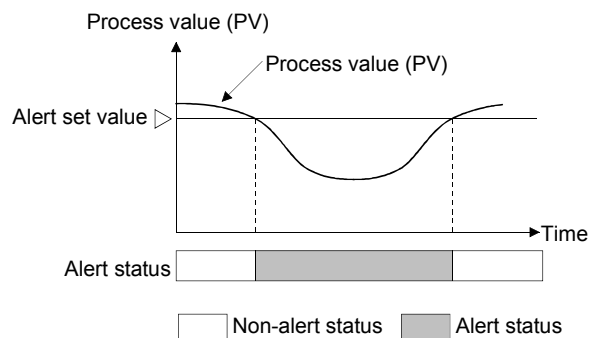 Process value (PV)
Process value (PV)
Alert set value
Time
Alert status
Non-alert status
Alert status